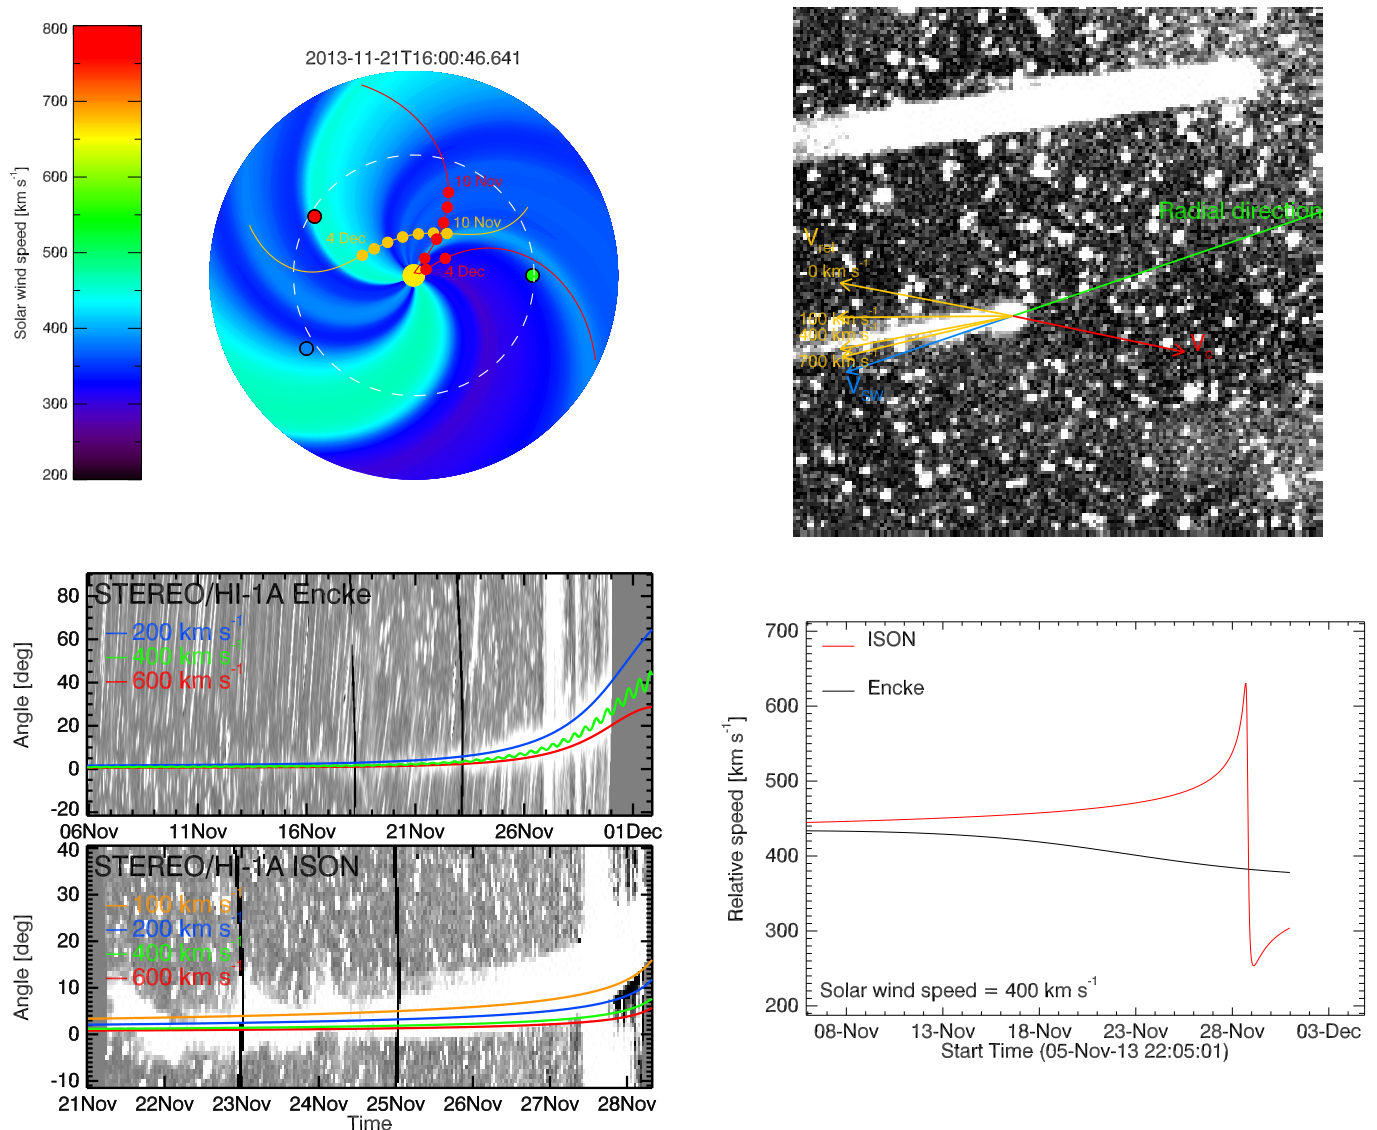 2013-11-21T16:00:46.641
Solar wind speed [km s-1]
800
700
600
500
400
300
200
10 Nov
10 Nov
4 Dec
4 Dec
Radial direction
Vrel
0 km s-1
100 km s-1
400 km s-1
700 km s-1
VSW
Vc
STEREO/HI-1A Encke
200 km s-1
400 km s-1
600 km s-1
Angle [deg]
80
60
40
20
0
-20
06Nov 11Nov 16Nov 21Nov 26Nov 01Dec
STEREO/HI-1A ISON
100 km s-1
200 km s-1
400 km s-1
600 km s-1
Angle [deg]
40
30
20
10
0
-10
21Nov 22Nov 23Nov 24Nov 25Nov 26Nov 27Nov 28Nov
Time
ISON
Encke
Relative speed [km s-1]
700
600
500
400
300
200
Solar wind speed = 400 km s-1
08-Nov 13-Nov 18-Nov 23-Nov 28-Nov 03-Dec
Start Time (05-Nov-13 22:05:01)